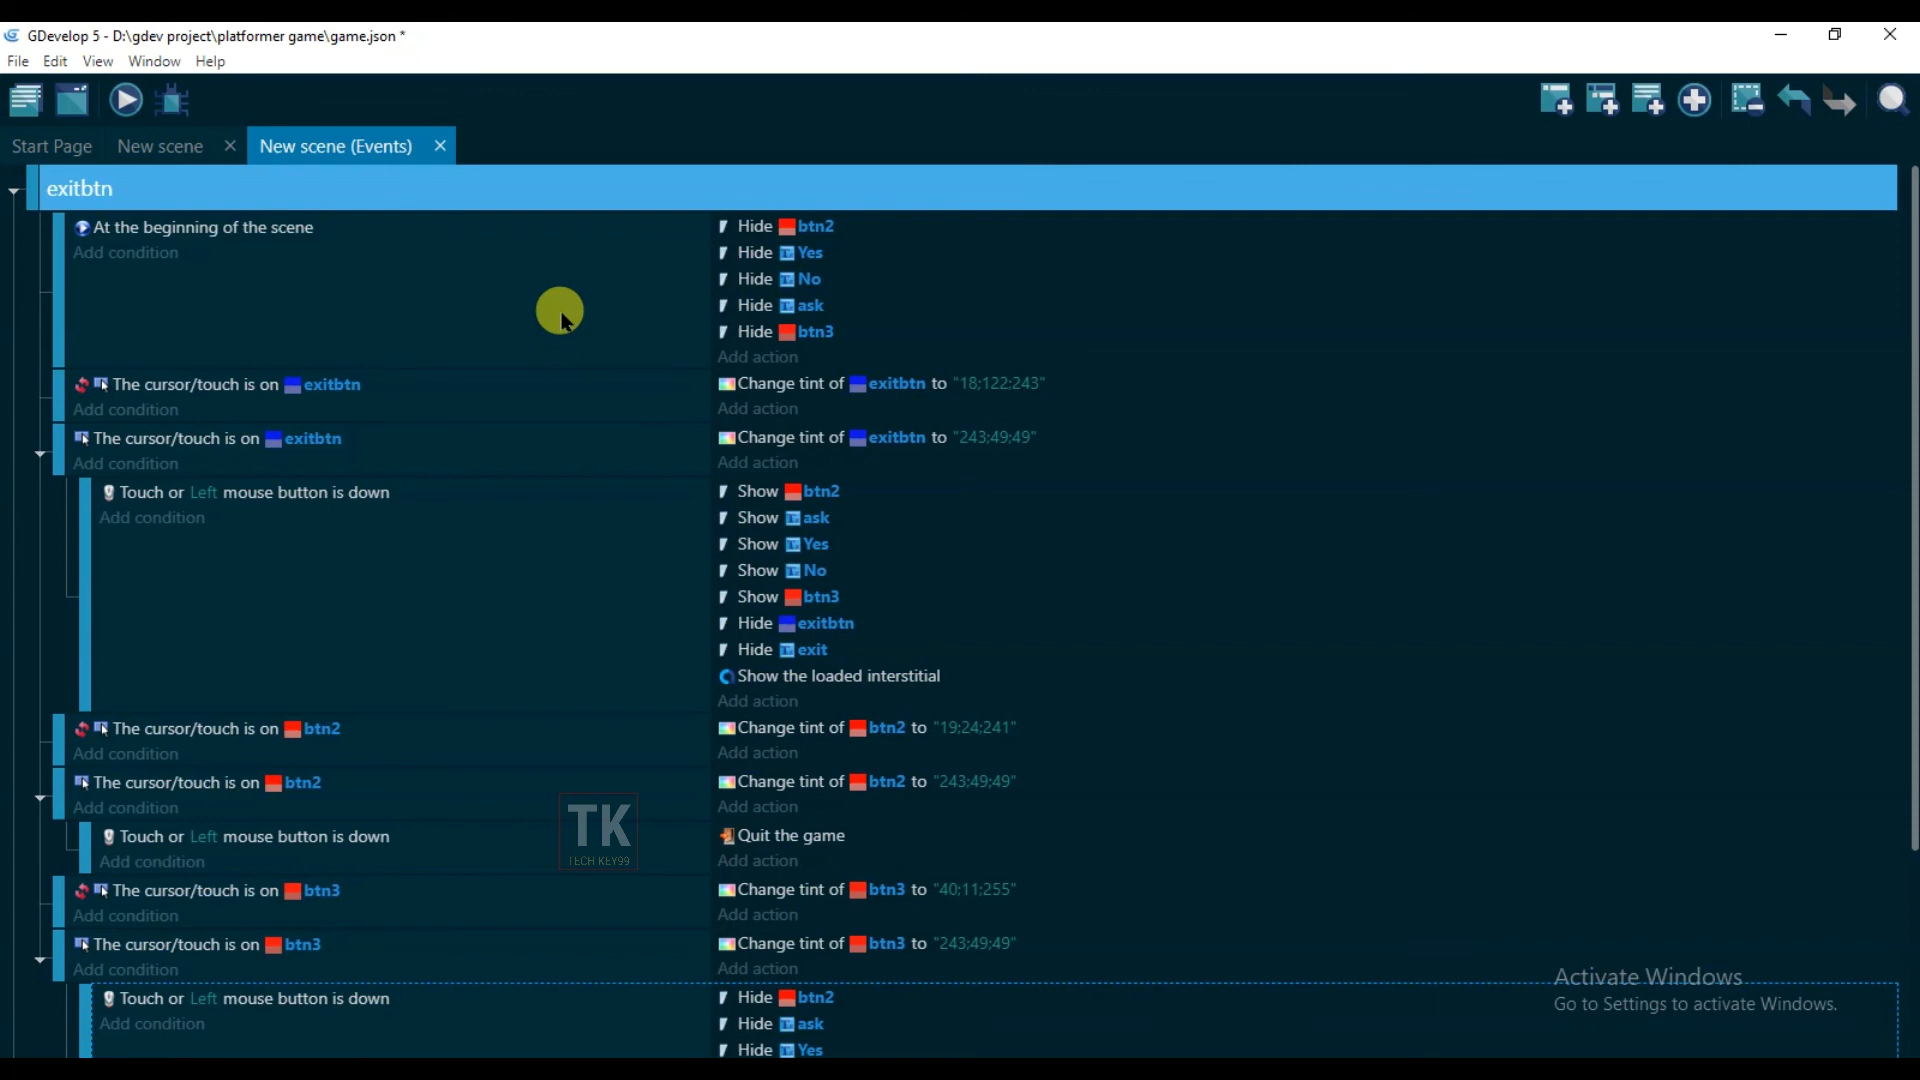 GDevelop 5 - D:\gdev project\platformer game\game.json *
File Edit View Window Help
Start Page New scene New scene (Events)
exitbtn
At the beginning of the scene
Add condition
Hide btn2
Hide Yes
Hide No
Hide ask
Hide btn3
Add action
The cursor/touch is on exitbtn
Add condition
Change tint of exitbtn to "18;122;243"
Add action
The cursor/touch is on exitbtn
Add condition
Change tint of exitbtn to "243;49;49"
Add action
Touch or Left mouse button is down
Add condition
Show btn2
Show ask
Show Yes
Show No
Show btn3
Hide exitbtn
Hide exit
Show the loaded interstitial
Add action
The cursor/touch is on btn2
Add condition
Change tint of btn2 to "19;24;241"
Add action
The cursor/touch is on btn2
Add condition
Change tint of btn2 to "243;49;49"
Add action
Touch or Left mouse button is down
Add condition
Quit the game
Add action
TK
TECH KEY99
The cursor/touch is on btn3
Add condition
Change tint of btn3 to "40;11;255"
Add action
The cursor/touch is on btn3
Add condition
Change tint of btn3 to "243;49;49"
Add action
Touch or Left mouse button is down
Add condition
Hide btn2
Hide ask
Hide Yes
Activate Windows
Go to Settings to activate Windows.